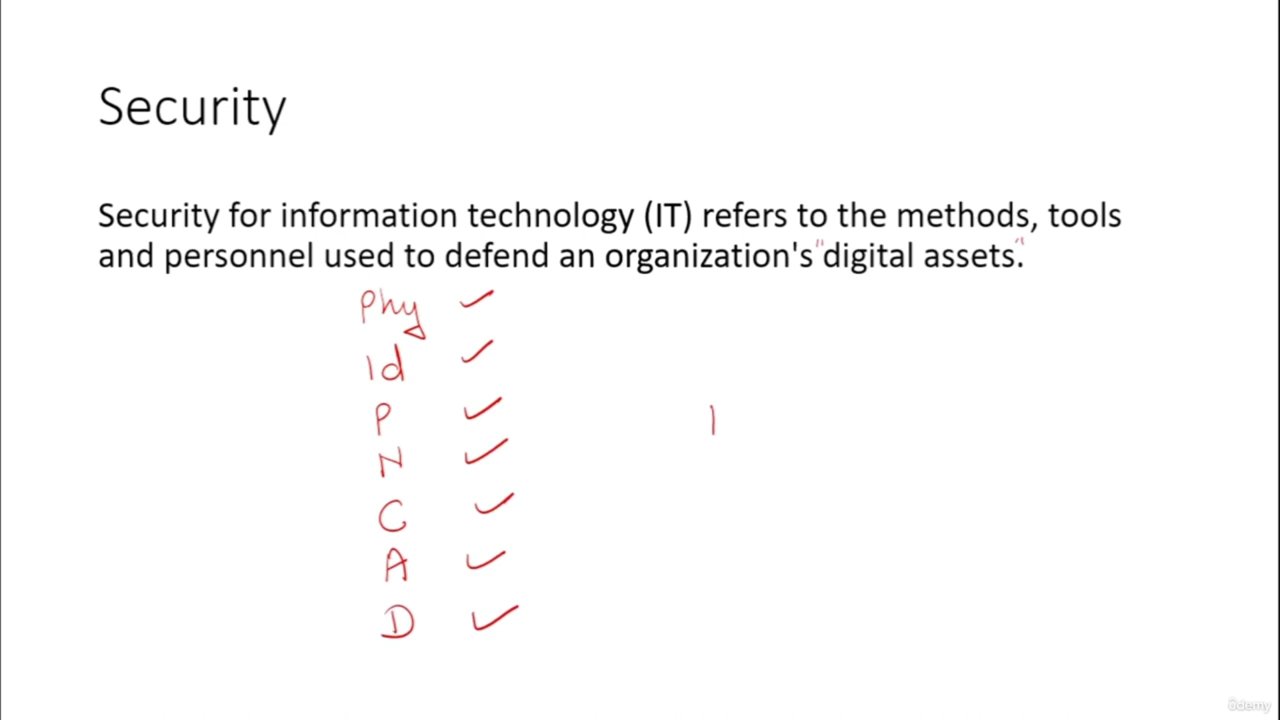 Security
Security for information technology (IT) refers to the methods, tools
and personnel used to defend an organization's "digital assets."
Phy ✓
Id ✓
P ✓
N ✓
C ✓
A ✓
D ✓
ûdemy